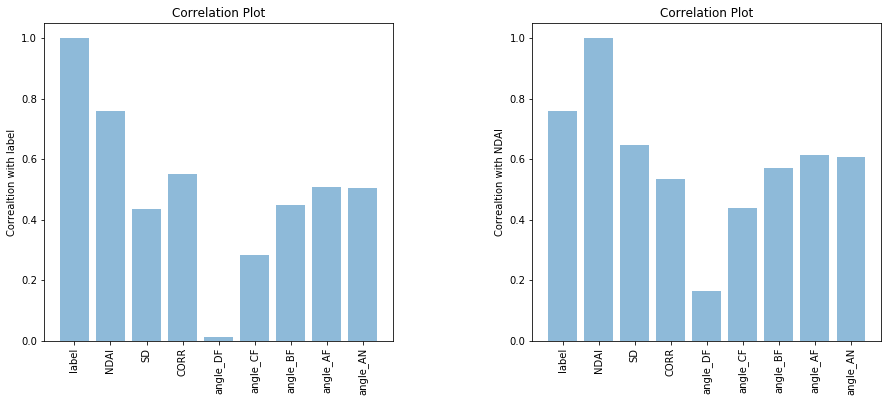 Correlation Plot
Correaltion with label
1.0
0.8
0.6
0.4
0.2
0.0
label
NDAI
SD
CORR
angle_DF
angle_CF
angle_BF
angle_AF
angle_AN
Correlation Plot
Correaltion with NDAI
1.0
0.8
0.6
0.4
0.2
0.0
label
NDAI
SD
CORR
angle_DF
angle_CF
angle_BF
angle_AF
angle_AN